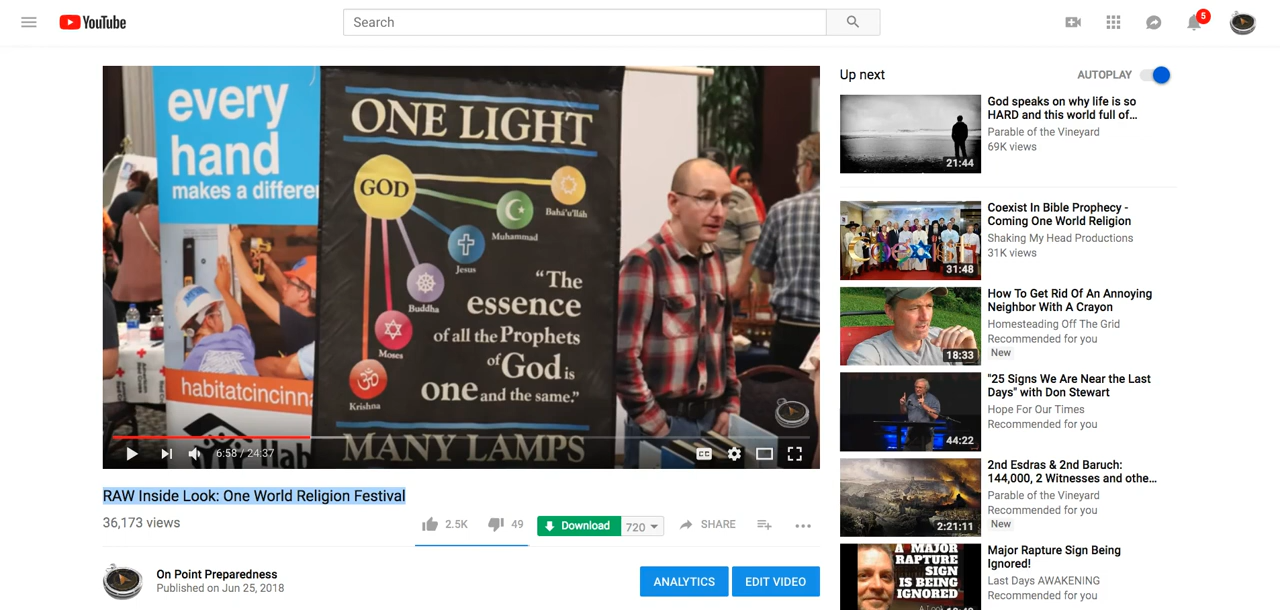 YouTube
Search
5
every
hand
makes a differen
habitatcincinn
Hab
ONE LIGHT
GOD
Bahá'u'lláh
Muhammad
Jesus
Buddha
Moses
Krishna
"The
essence
of all the Prophets
of God is
one and the same."
MANY LAMPS
6:58 / 24:37
CC
RAW Inside Look: One World Religion Festival
36,173 views
2.5K
49
Download
720
SHARE
On Point Preparedness
Published on Jun 25, 2018
ANALYTICS
EDIT VIDEO
Up next
AUTOPLAY
21:44
God speaks on why life is so
HARD and this world full of...
Parable of the Vineyard
69K views
31:48
Coexist In Bible Prophecy -
Coming One World Religion
Shaking My Head Productions
31K views
18:33
How To Get Rid Of An Annoying
Neighbor With A Crayon
Homesteading Off The Grid
Recommended for you
New
44:22
"25 Signs We Are Near the Last
Days" with Don Stewart
Hope For Our Times
Recommended for you
2:21:11
2nd Esdras & 2nd Baruch:
144,000, 2 Witnesses and othe...
Parable of the Vineyard
Recommended for you
New
A MAJOR
RAPTURE
SIGN
IS BEING
IGNORED
Major Rapture Sign Being
Ignored!
Last Days AWAKENING
Recommended for you